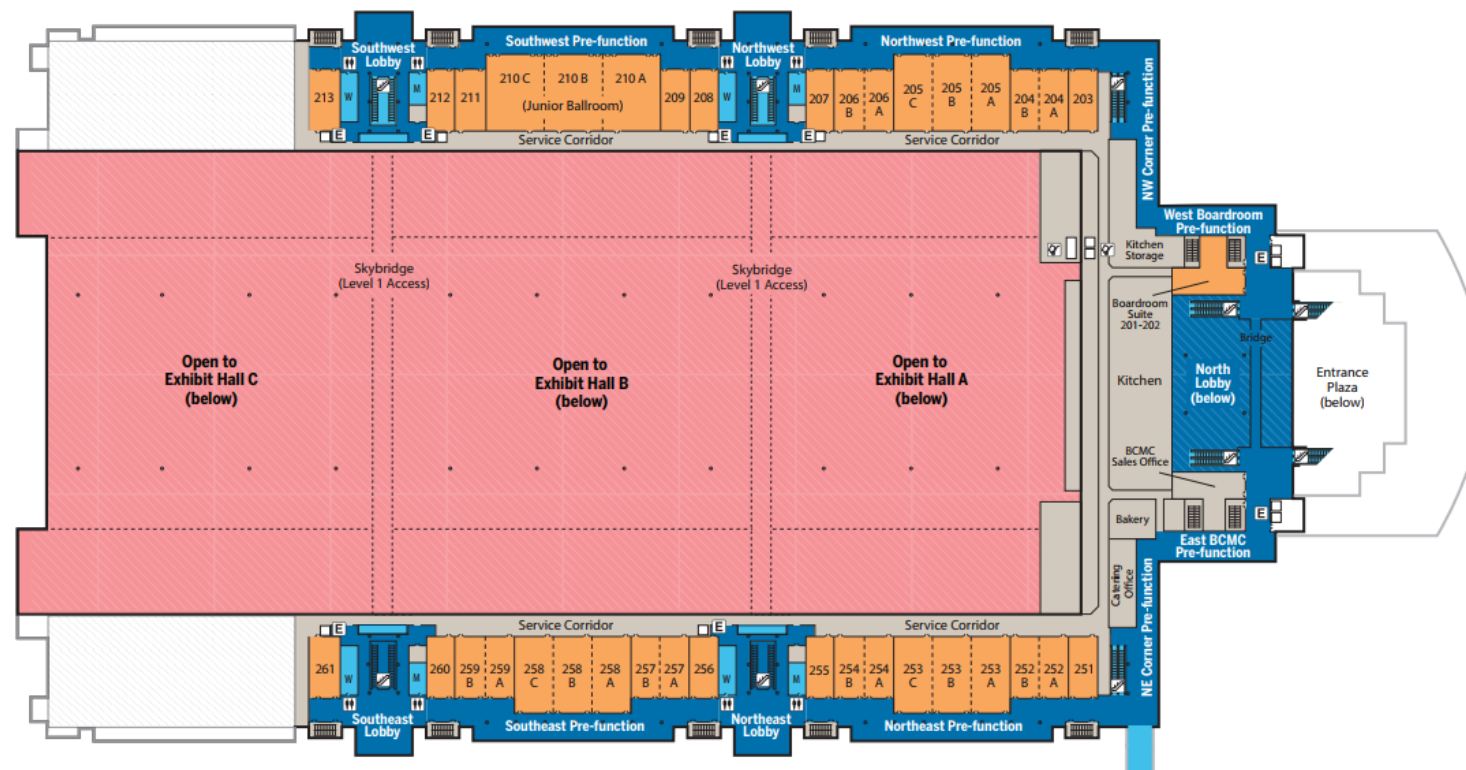 Southwest
Lobby
Southwest Pre-function
Northwest
Lobby
Northwest Pre-function
213
W
M
212
211
210 C
210 B
210 A
(Junior Ballroom)
209
208
W
M
207
206
B
206
A
205
C
205
B
205
A
204
B
204
A
203
E
E
Service Corridor
E
E
Service Corridor
NW Corner Pre-function
West Boardroom
Pre-function
Kitchen
Storage
E
Skybridge
(Level 1 Access)
Skybridge
(Level 1 Access)
Boardroom
Suite
201-202
Bridge
Open to
Exhibit Hall C
(below)
Open to
Exhibit Hall B
(below)
Open to
Exhibit Hall A
(below)
Kitchen
North
Lobby
(below)
Entrance
Plaza
(below)
BCMC
Sales Office
Bakery
E
East BCMC
Pre-function
Catering
Office
NE Corner Pre-function
E
Service Corridor
E
Service Corridor
261
W
M
260
259
B
259
A
258
C
258
B
258
A
257
B
257
A
256
W
M
255
254
B
254
A
253
C
253
B
253
A
252
B
252
A
251
Southeast
Lobby
Southeast Pre-function
Northeast
Lobby
Northeast Pre-function